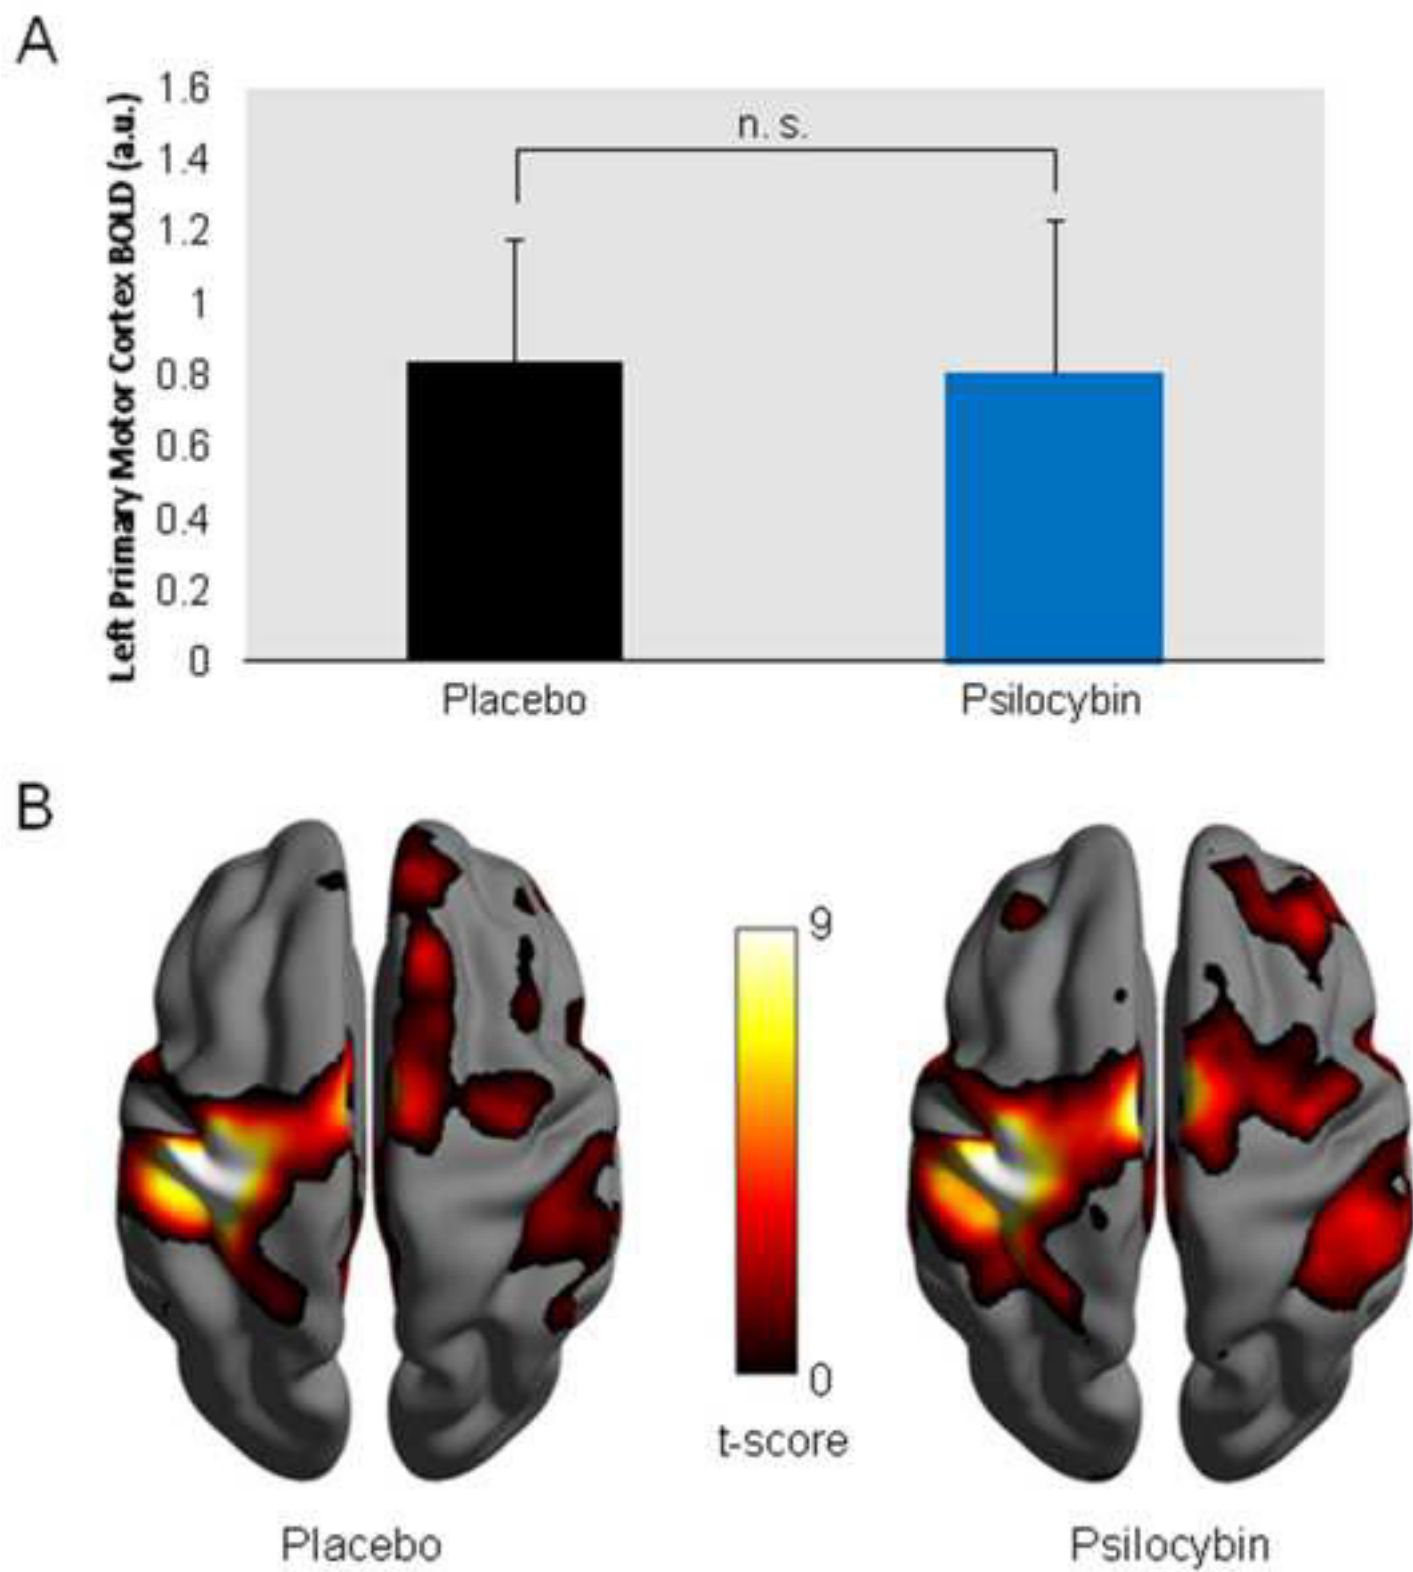 A
Left Primary Motor Cortex BOLD (a.u.)
1.6
1.4
1.2
1
0.8
0.6
0.4
0.2
0
n. s.
Placebo
Psilocybin
B
9
0
t-score
Placebo
Psilocybin